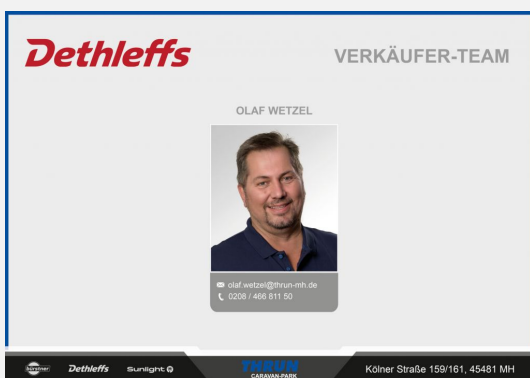 Dethleffs
VERKÄUFER-TEAM
OLAF WETZEL
olaf.wetzel@thrun-mh.de
0208 / 466 811 50
bürstner Dethleffs Sunlight
THRUN
CARAVAN-PARK
Kölner Straße 159/161, 45481 MH